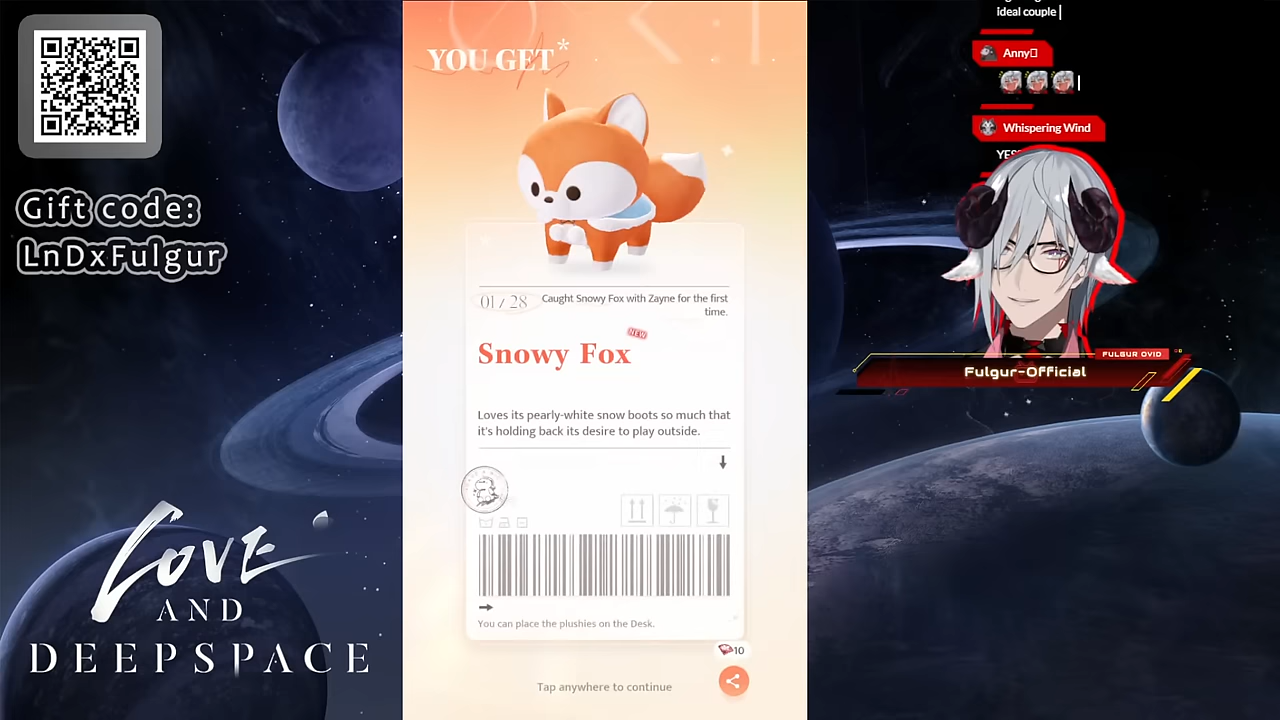 Gift code:
LnDxFulgur
LOVE
AND
DEEPSPACE
YOU GET*
01 / 28
Caught Snowy Fox with Zayne for the first
time.
NEW
Snowy Fox
Loves its pearly-white snow boots so much that
it's holding back its desire to play outside.
You can place the plushies on the Desk.
10
Tap anywhere to continue
ideal couple
Anny
Whispering Wind
FULGUR OVID
Fulgur-Official